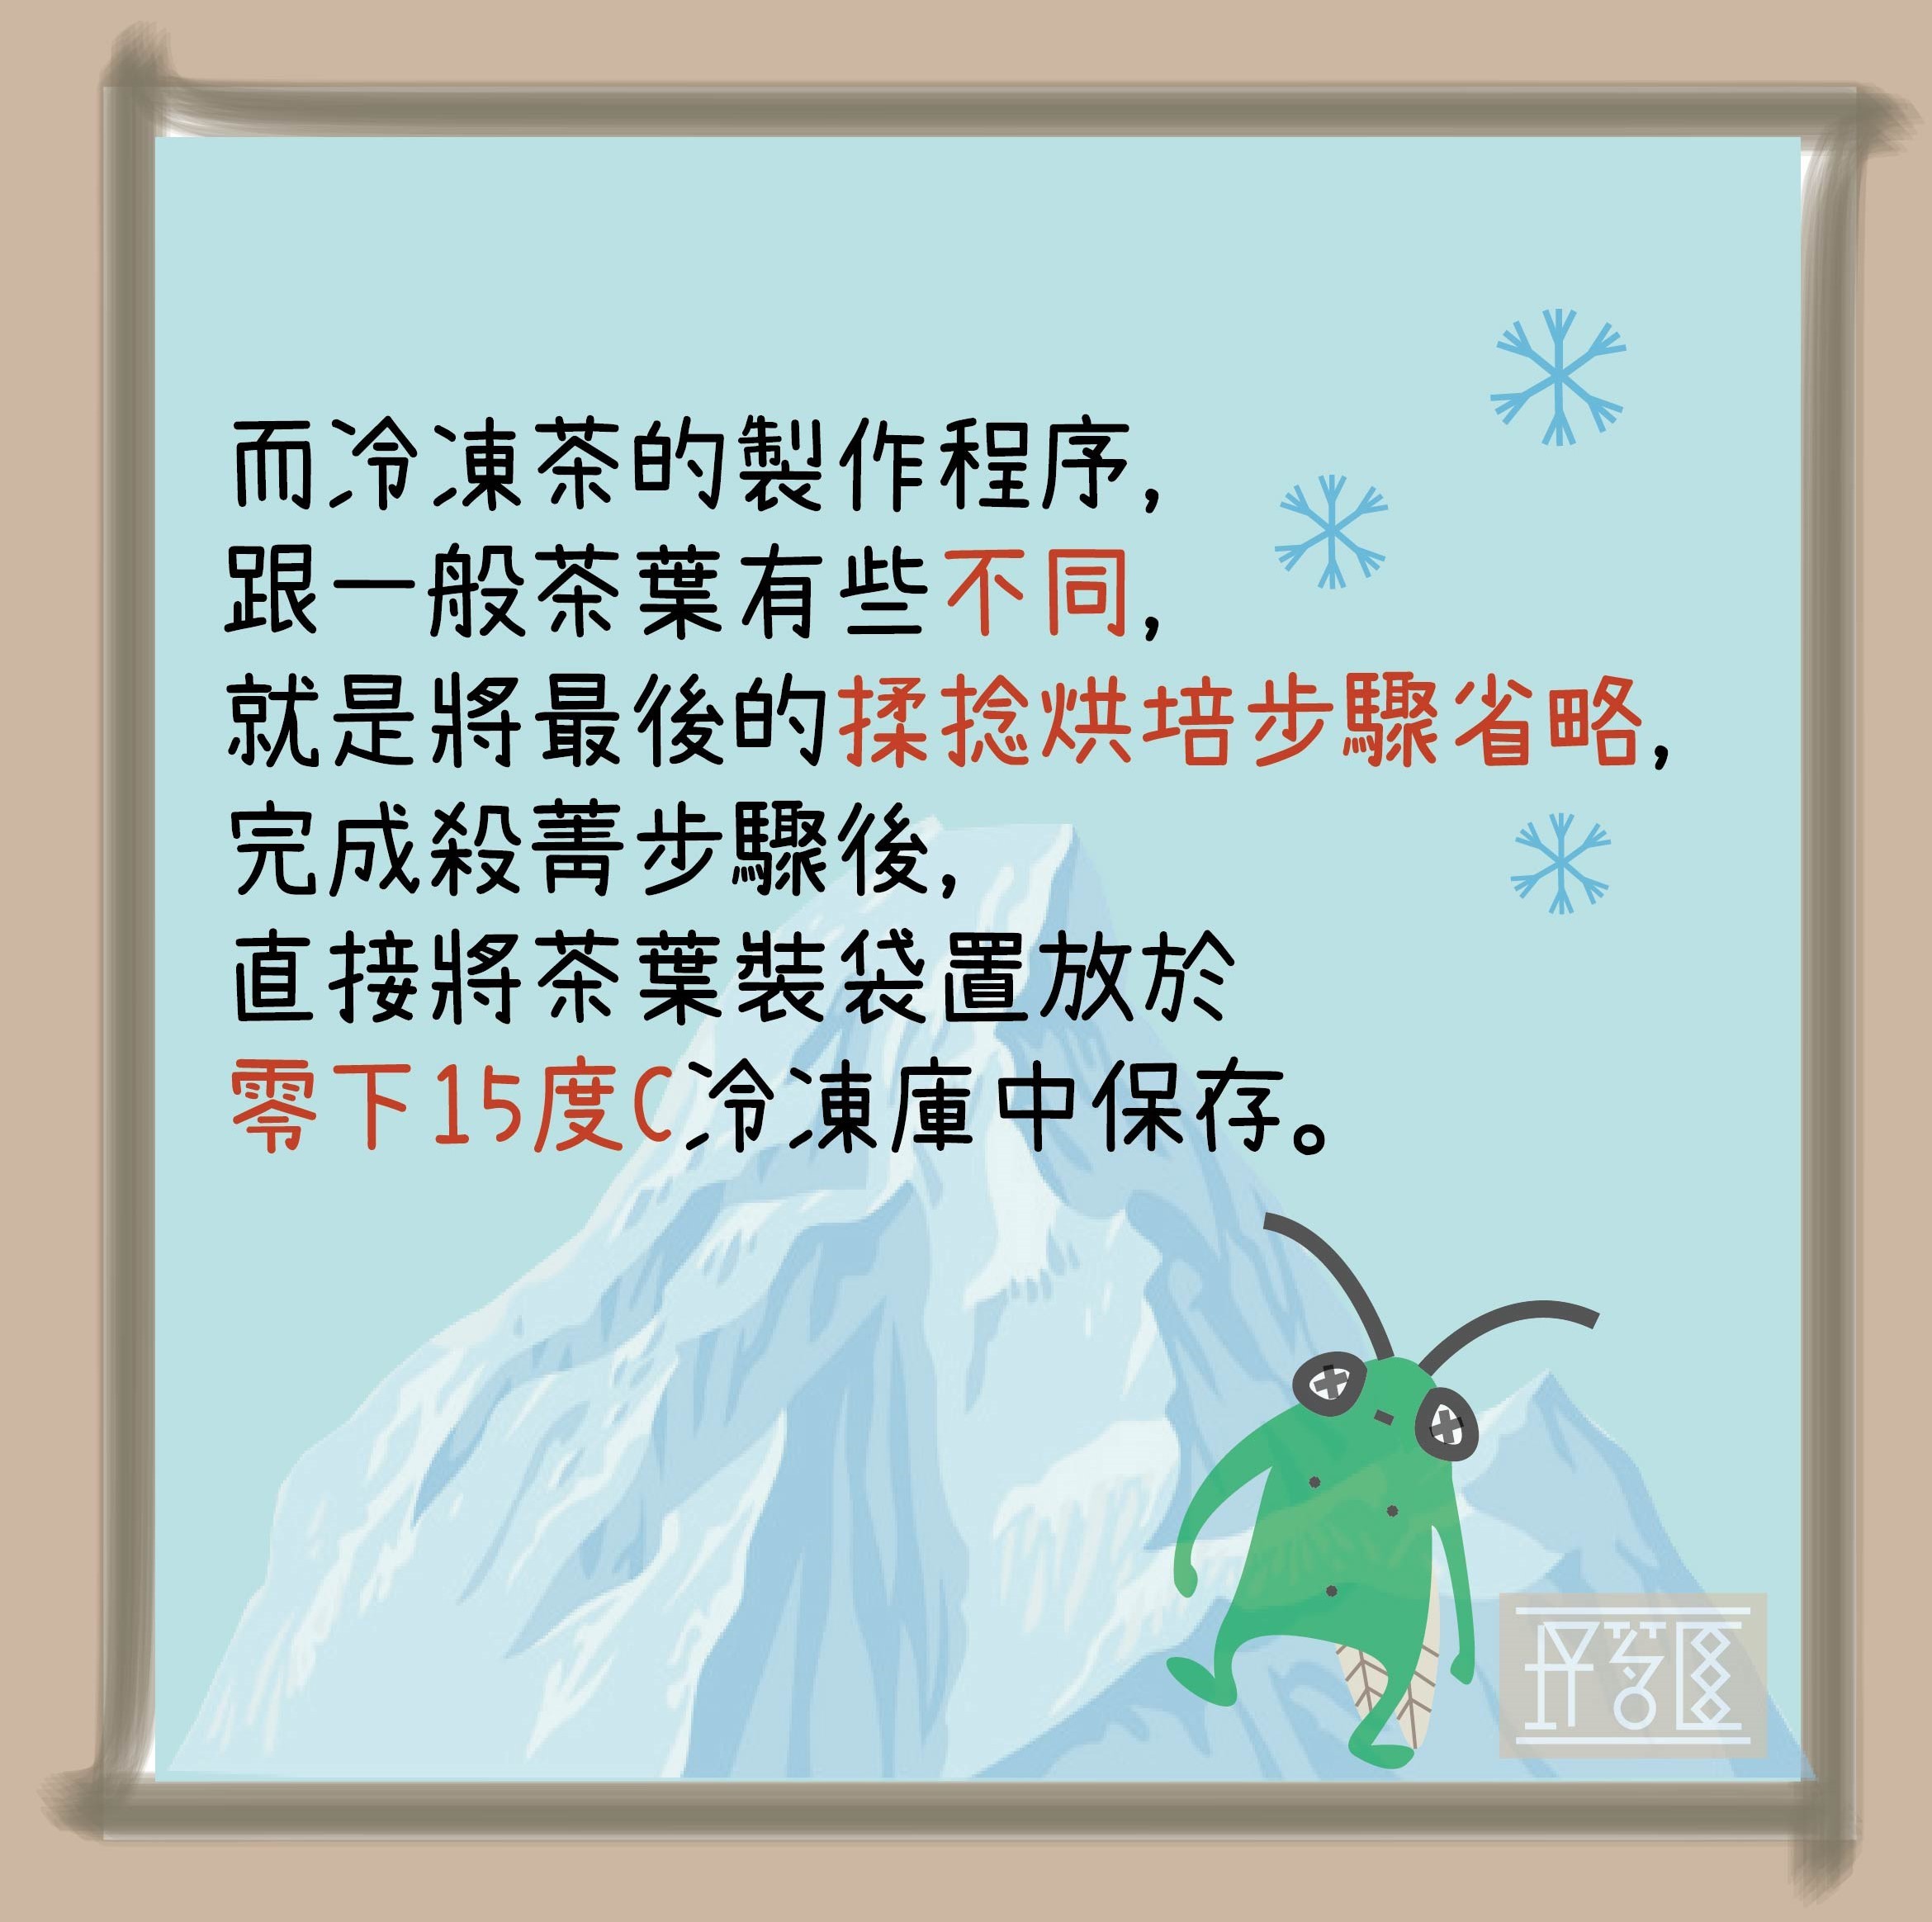 而冷凍茶的製作程序,
跟一般茶葉有些不同,
就是將最後的揉捻烘培步驟省略,
完成殺菁步驟後,
直接將茶葉裝袋置放於
零下15度C冷凍庫中保存。